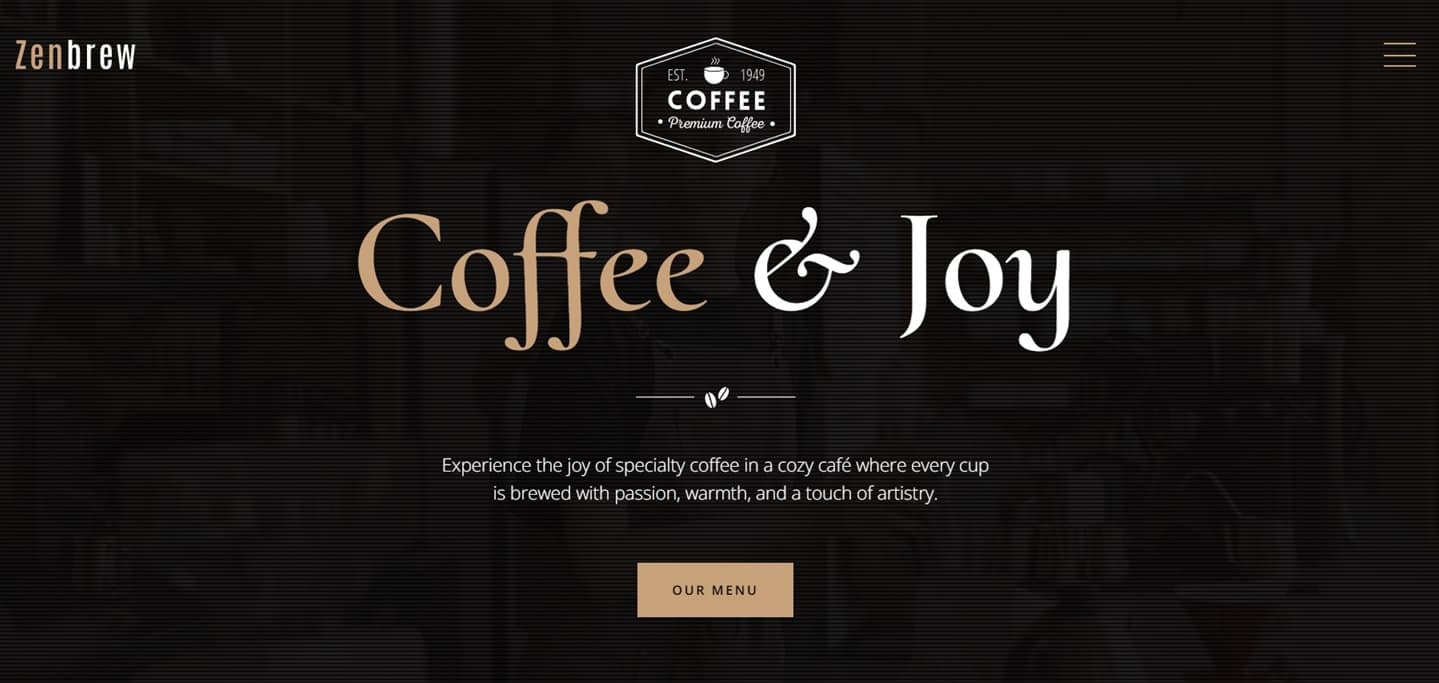 Zenbrew
EST. 1949
COFFEE
• Premium Coffee •
Coffee & Joy
Experience the joy of specialty coffee in a cozy café where every cup
is brewed with passion, warmth, and a touch of artistry.
OUR MENU